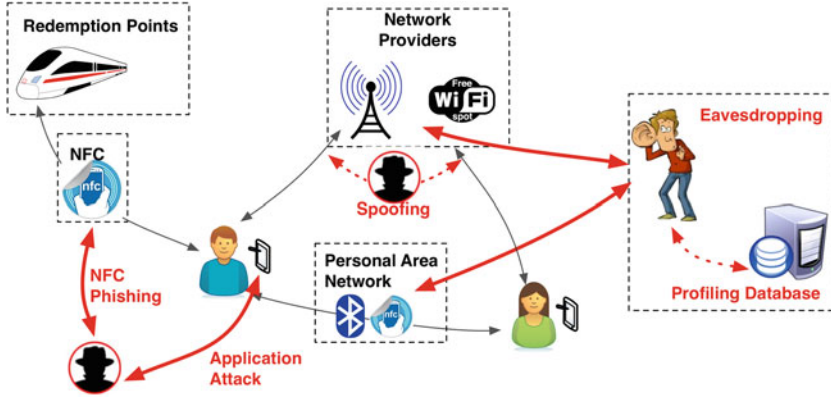 Redemption Points
Network
Providers
Free
WiFi
spot
Eavesdropping
NFC
nfc
Spoofing
NFC
Phishing
Personal Area
Network
nfc
Profiling Database
Application
Attack